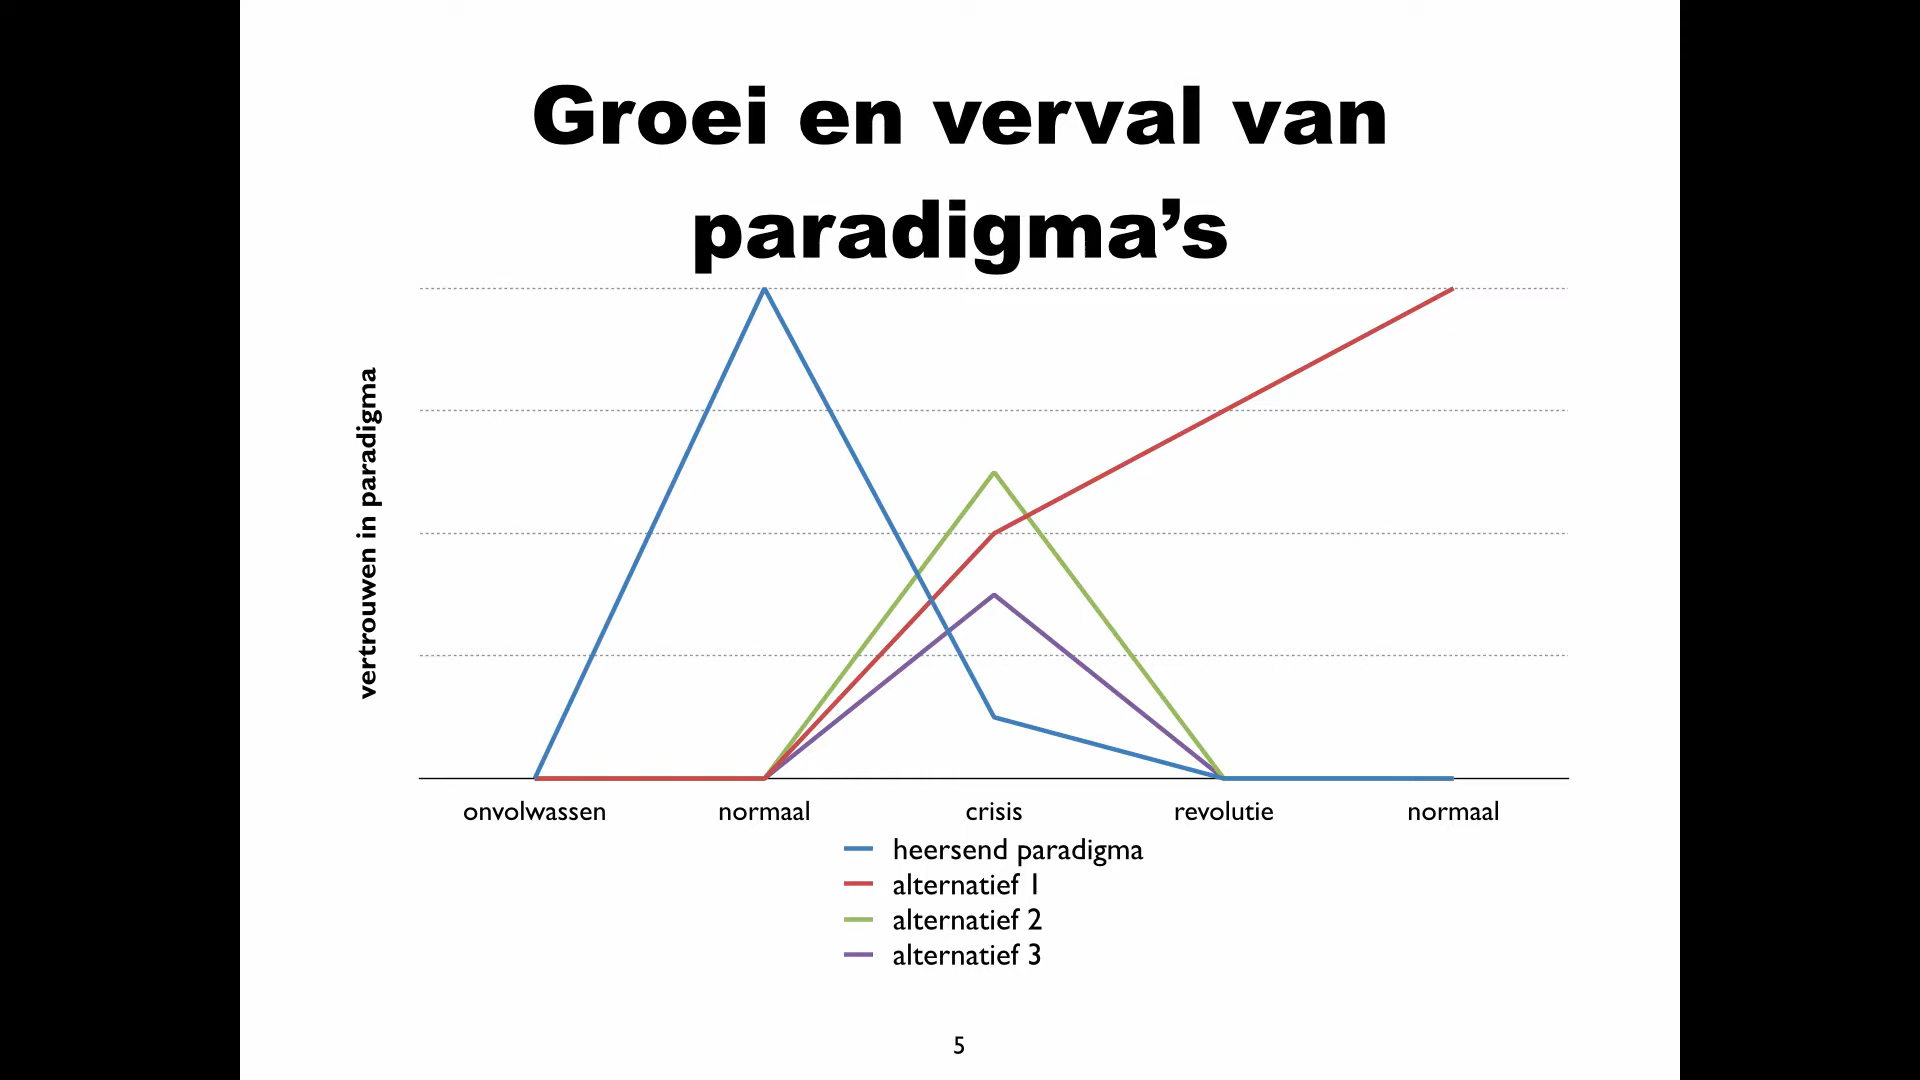 Groei en verval van
paradigma’s
vertrouwen in paradigma
onvolwassen normaal crisis revolutie normaal
heersend paradigma
alternatief 1
alternatief 2
alternatief 3
5